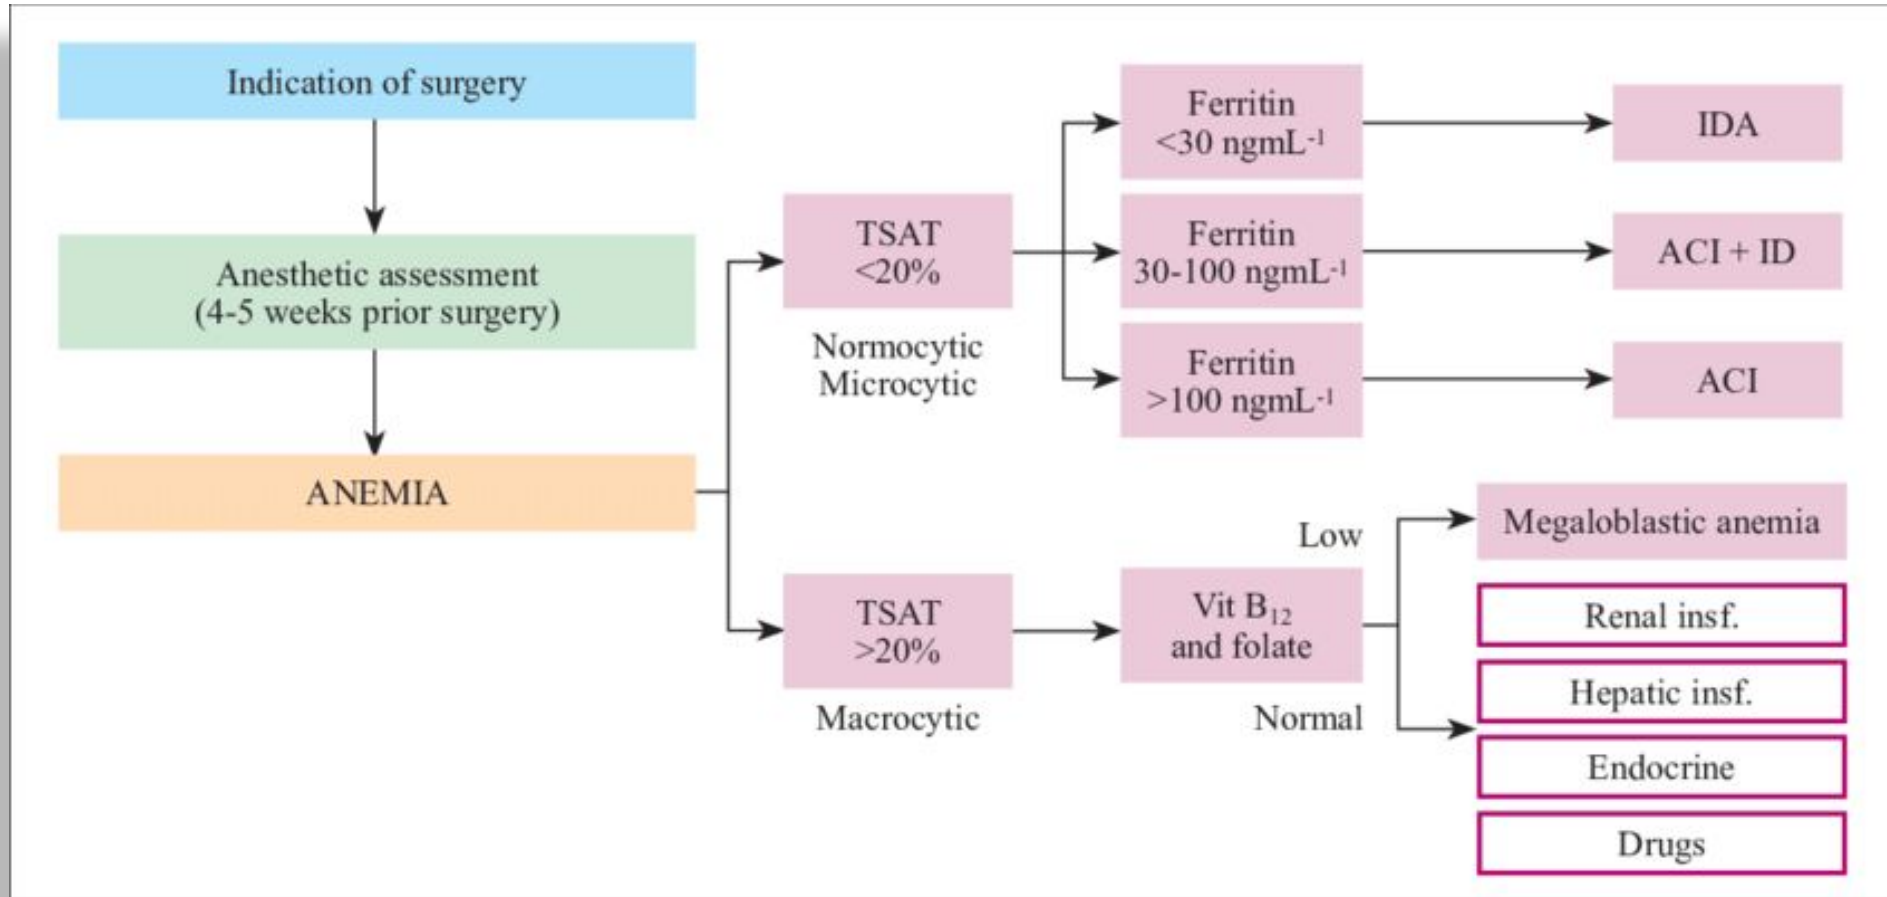 Indication of surgery
Anesthetic assessment
(4-5 weeks prior surgery)
ANEMIA
TSAT
<20%
Normocytic
Microcytic
Ferritin
<30 ngmL⁻¹
IDA
Ferritin
30-100 ngmL⁻¹
ACI + ID
Ferritin
>100 ngmL⁻¹
ACI
TSAT
>20%
Macrocytic
Vit B₁₂
and folate
Low
Megaloblastic anemia
Normal
Renal insf.
Hepatic insf.
Endocrine
Drugs